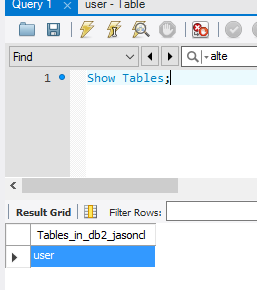 Query 1 × user - Table
Find alte
1 Show Tables;
Result Grid Filter Rows:
Tables_in_db2_jasoncl
user